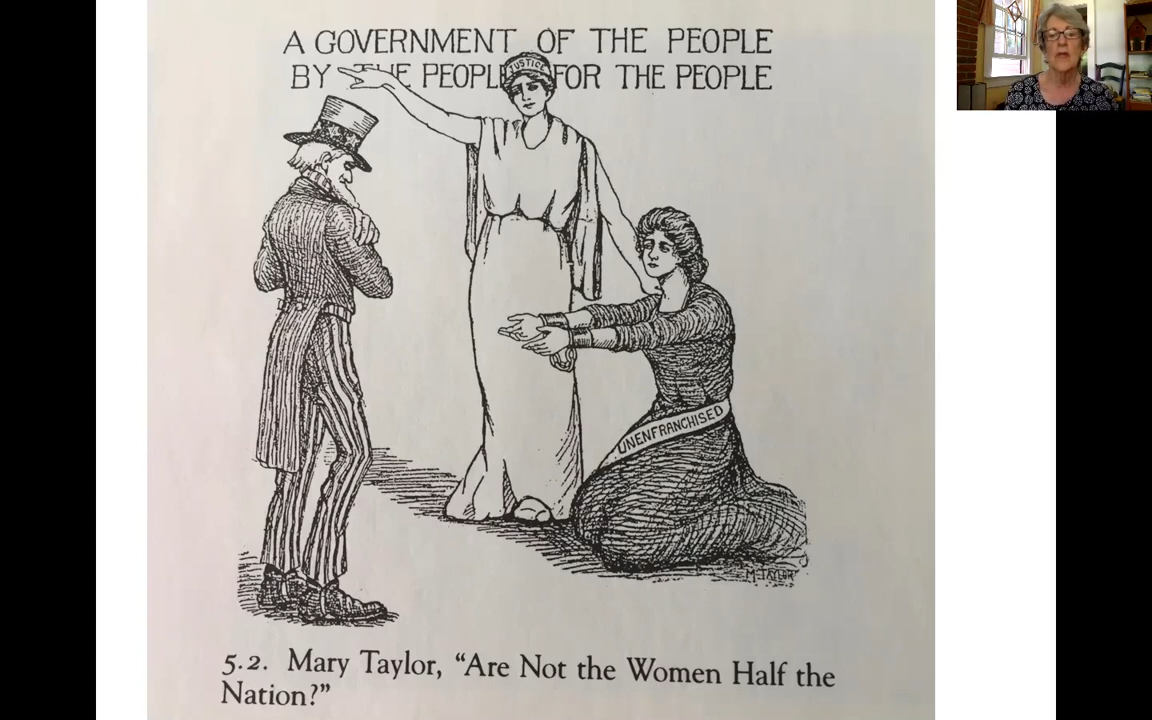 A GOVERNMENT OF THE PEOPLE
BY THE PEOPLE FOR THE PEOPLE
JUSTICE
UNENFRANCHISED
M-TAYLOR
5.2. Mary Taylor, “Are Not the Women Half the
Nation?”